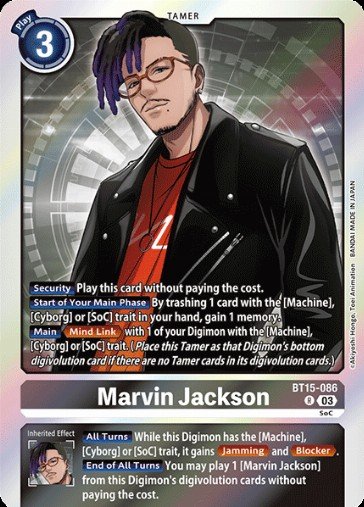 TAMER
Play
3
©Akiyoshi Hongo, Toei Animation BANDAI MADE IN JAPAN
Security Play this card without paying the cost.
Start of Your Main Phase By trashing 1 card with the [Machine],
[Cyborg] or [SoC] trait in your hand, gain 1 memory.
Main Mind Link with 1 of your Digimon with the [Machine],
[Cyborg] or [SoC] trait. (Place this Tamer as that Digimon's bottom
digivolution card if there are no Tamer cards in its digivolution cards.)
BT15-086
Marvin Jackson
R 03
SoC
Inherited Effect
All Turns While this Digimon has the [Machine],
[Cyborg] or [SoC] trait, it gains Jamming and Blocker.
End of All Turns You may play 1 [Marvin Jackson]
from this Digimon's digivolution cards without
paying the cost.